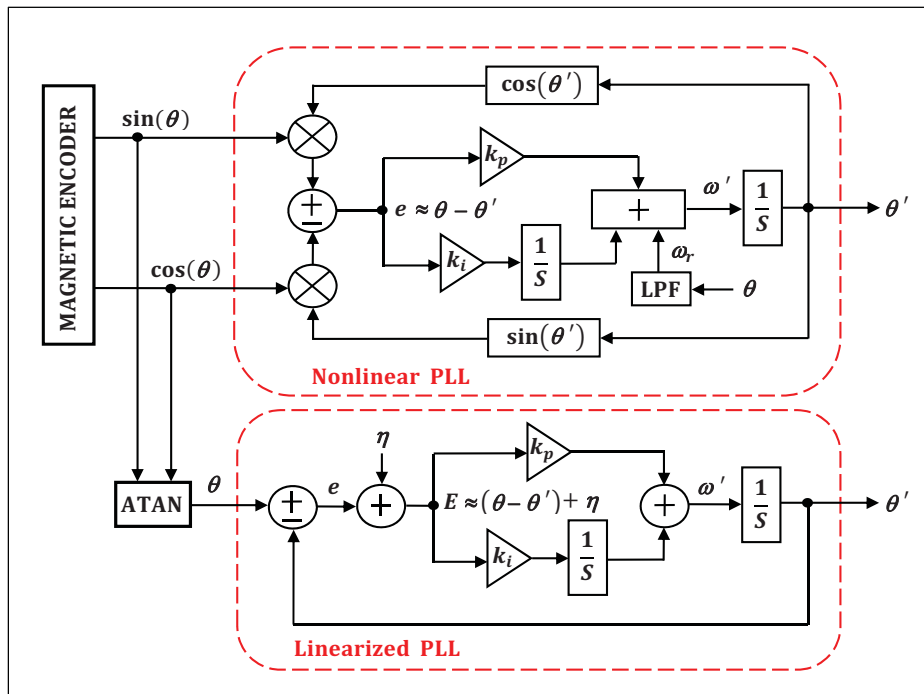 MAGNETIC ENCODER
sin(θ)
cos(θ)
cos(θ′)
+
−
e ≈ θ − θ′
k_p
k_i
1/S
+
ω′
1/S
θ′
ω_r
LPF
θ
sin(θ′)
Nonlinear PLL
ATAN
θ
+
−
e
η
+
E ≈ (θ − θ′) + η
k_p
k_i
1/S
+
ω′
1/S
θ′
Linearized PLL